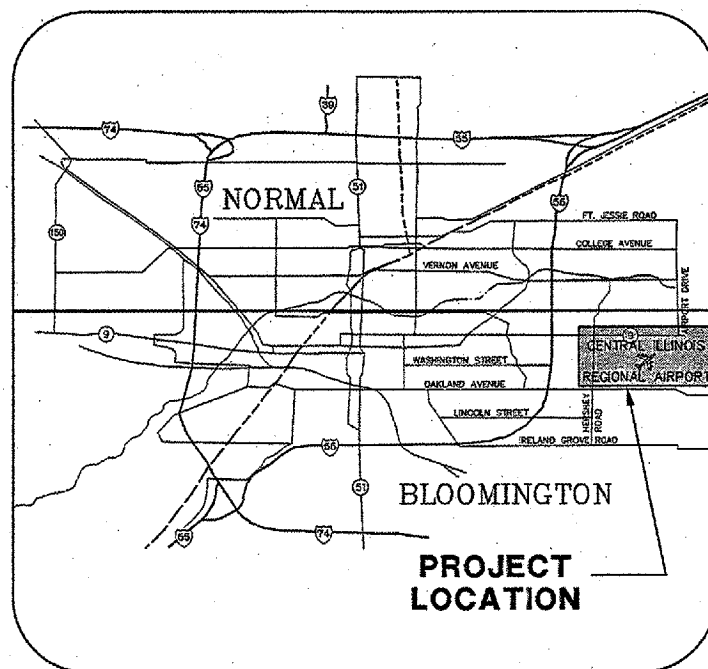 39
74
55
55
51
55
NORMAL
74
FT. JESSIE ROAD
150
COLLEGE AVENUE
VERNON AVENUE
AIRPORT DRIVE
9
9
CENTRAL ILLINOIS
REGIONAL AIRPORT
WASHINGTON STREET
OAKLAND AVENUE
HERSHEY
ROAD
LINCOLN STREET
IRELAND GROVE ROAD
55
51
BLOOMINGTON
55
74
PROJECT
LOCATION